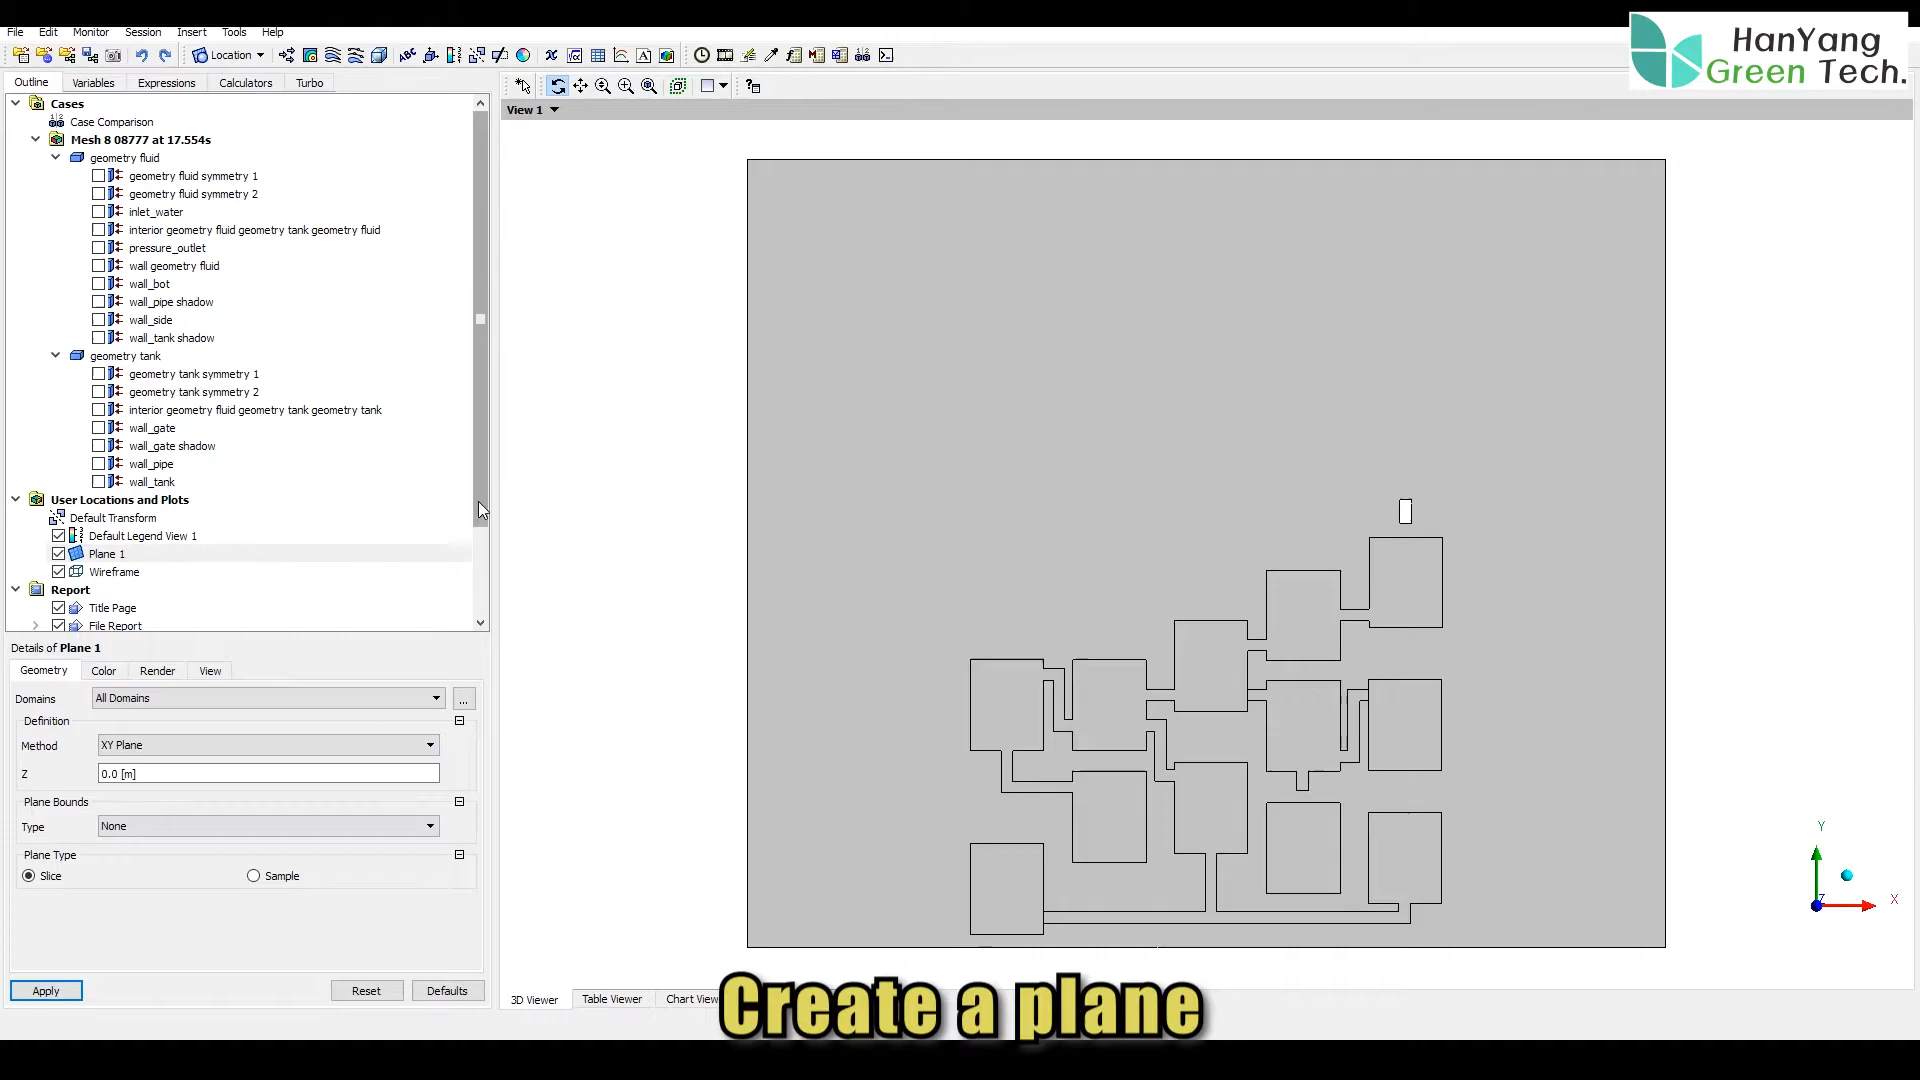 File Edit Monitor Session Insert Tools Help
HanYang
Green Tech.
Location
Outline Variables Expressions Calculators Turbo
View 1
Cases
Case Comparison
Mesh 8 08777 at 17.554s
geometry fluid
geometry fluid symmetry 1
geometry fluid symmetry 2
inlet_water
interior geometry fluid geometry tank geometry fluid
pressure_outlet
wall geometry fluid
wall_bot
wall_pipe shadow
wall_side
wall_tank shadow
geometry tank
geometry tank symmetry 1
geometry tank symmetry 2
interior geometry fluid geometry tank geometry tank
wall_gate
wall_gate shadow
wall_pipe
wall_tank
User Locations and Plots
Default Transform
Default Legend View 1
Plane 1
Wireframe
Report
Title Page
File Report
Details of Plane 1
Geometry Color Render View
Domains All Domains ...
Definition
Method XY Plane
Z 0.0 [m]
Plane Bounds
Type None
Plane Type
Slice Sample
Y
Z
X
Apply Reset Defaults
3D Viewer Table Viewer Chart View
Create a plane